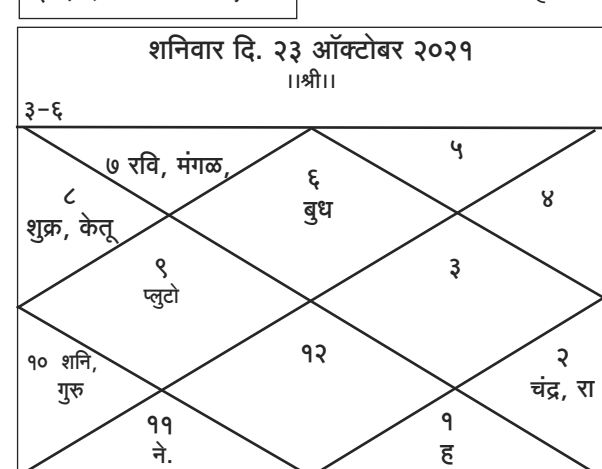 शनिवार दि. २३ ऑक्टोबर २०२१
।।श्री।।
३-६
७ रवि, मंगळ,
५
६
बुध
८
शुक्र, केतू
४
९
प्लुटो
३
१० शनि,
गुरु
१२
२
चंद्र, रा
११
ने.
१
ह